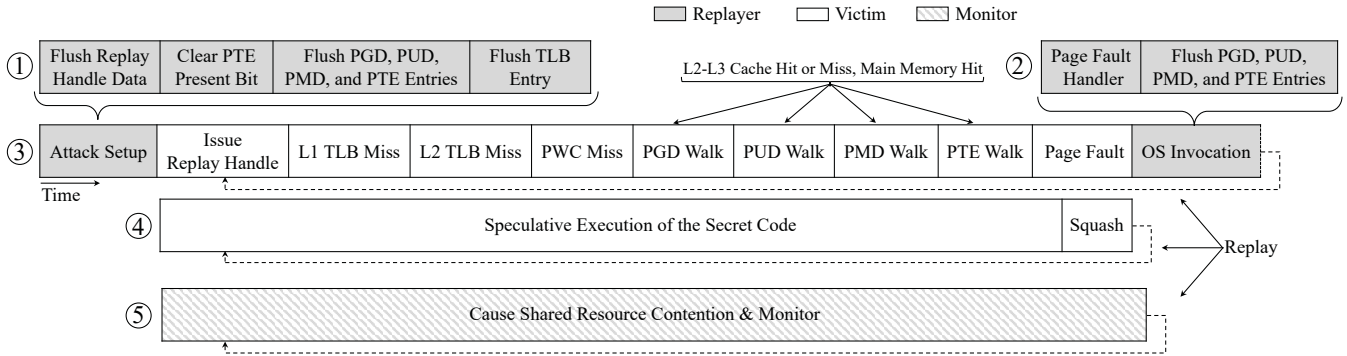 Replayer Victim Monitor
① Flush Replay Handle Data
Clear PTE Present Bit
Flush PGD, PUD, PMD, and PTE Entries
Flush TLB Entry
L2-L3 Cache Hit or Miss, Main Memory Hit
② Page Fault Handler
Flush PGD, PUD, PMD, and PTE Entries
③ Attack Setup
Issue Replay Handle
L1 TLB Miss
L2 TLB Miss
PWC Miss
PGD Walk
PUD Walk
PMD Walk
PTE Walk
Page Fault
OS Invocation
Time
④ Speculative Execution of the Secret Code
Squash
Replay
⑤ Cause Shared Resource Contention & Monitor